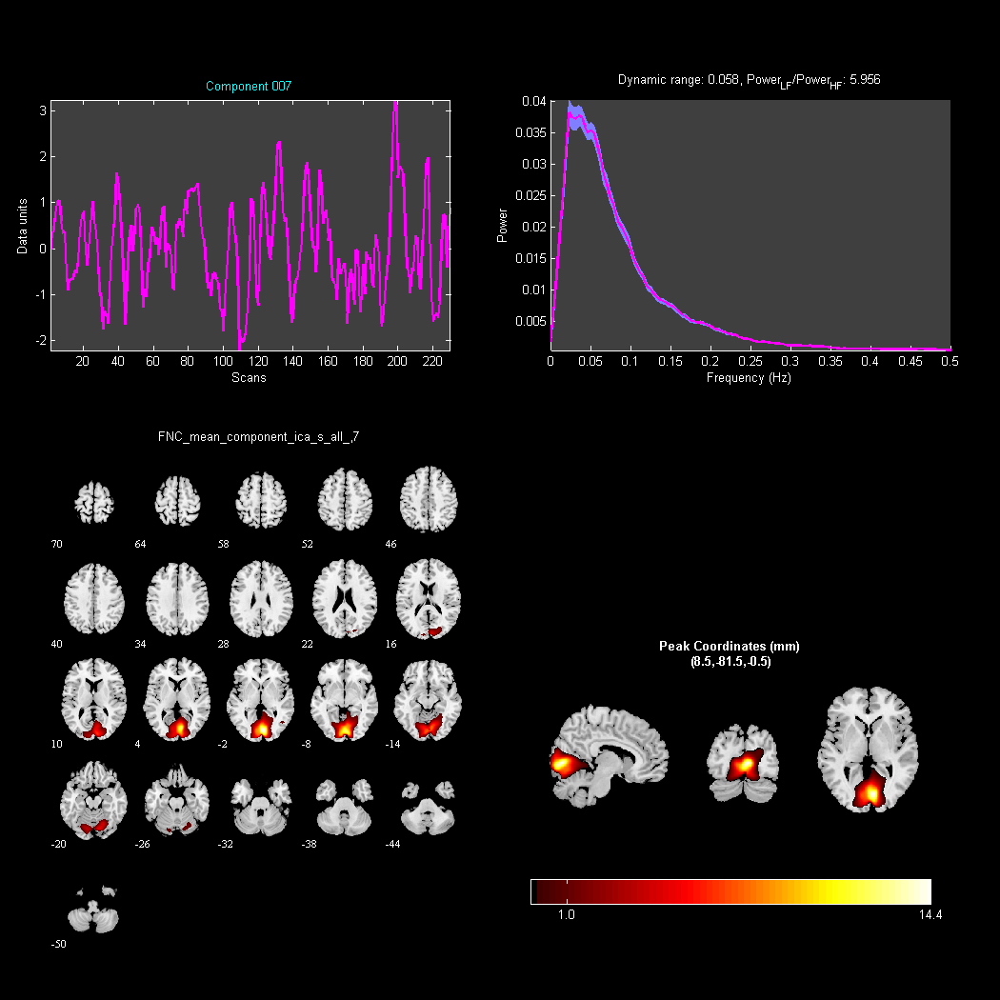 Component 007
Data units
3
2
1
0
-1
-2
20 40 60 80 100 120 140 160 180 200 220
Scans
Dynamic range: 0.058, PowerLF/PowerHF: 5.956
Power
0.04
0.035
0.03
0.025
0.02
0.015
0.01
0.005
0 0.05 0.1 0.15 0.2 0.25 0.3 0.35 0.4 0.45 0.5
Frequency (Hz)
FNC_mean_component_ica_s_all_,7
70 64 58 52 46
40 34 28 22 16
10 4 -2 -8 -14
-20 -26 -32 -38 -44
-50
Peak Coordinates (mm)
(8.5,-81.5,-0.5)
1.0 14.4